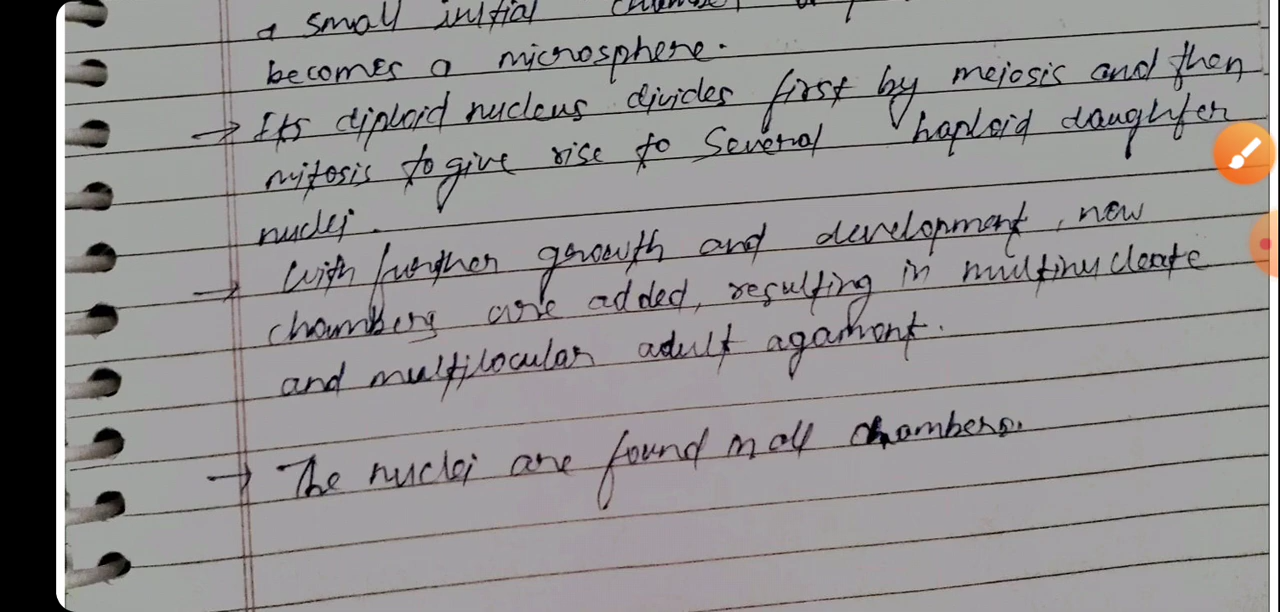 a small initial
becomes a microsphere.
→ Its diploid nucleus divides first by meiosis and then
mitosis to give rise to Several haploid daughter
nuclei.
→ With further growth and development, new
chambers are added, resulting in multinucleate
and multilocular adult agamont.
→ The nuclei are found in all chambers.